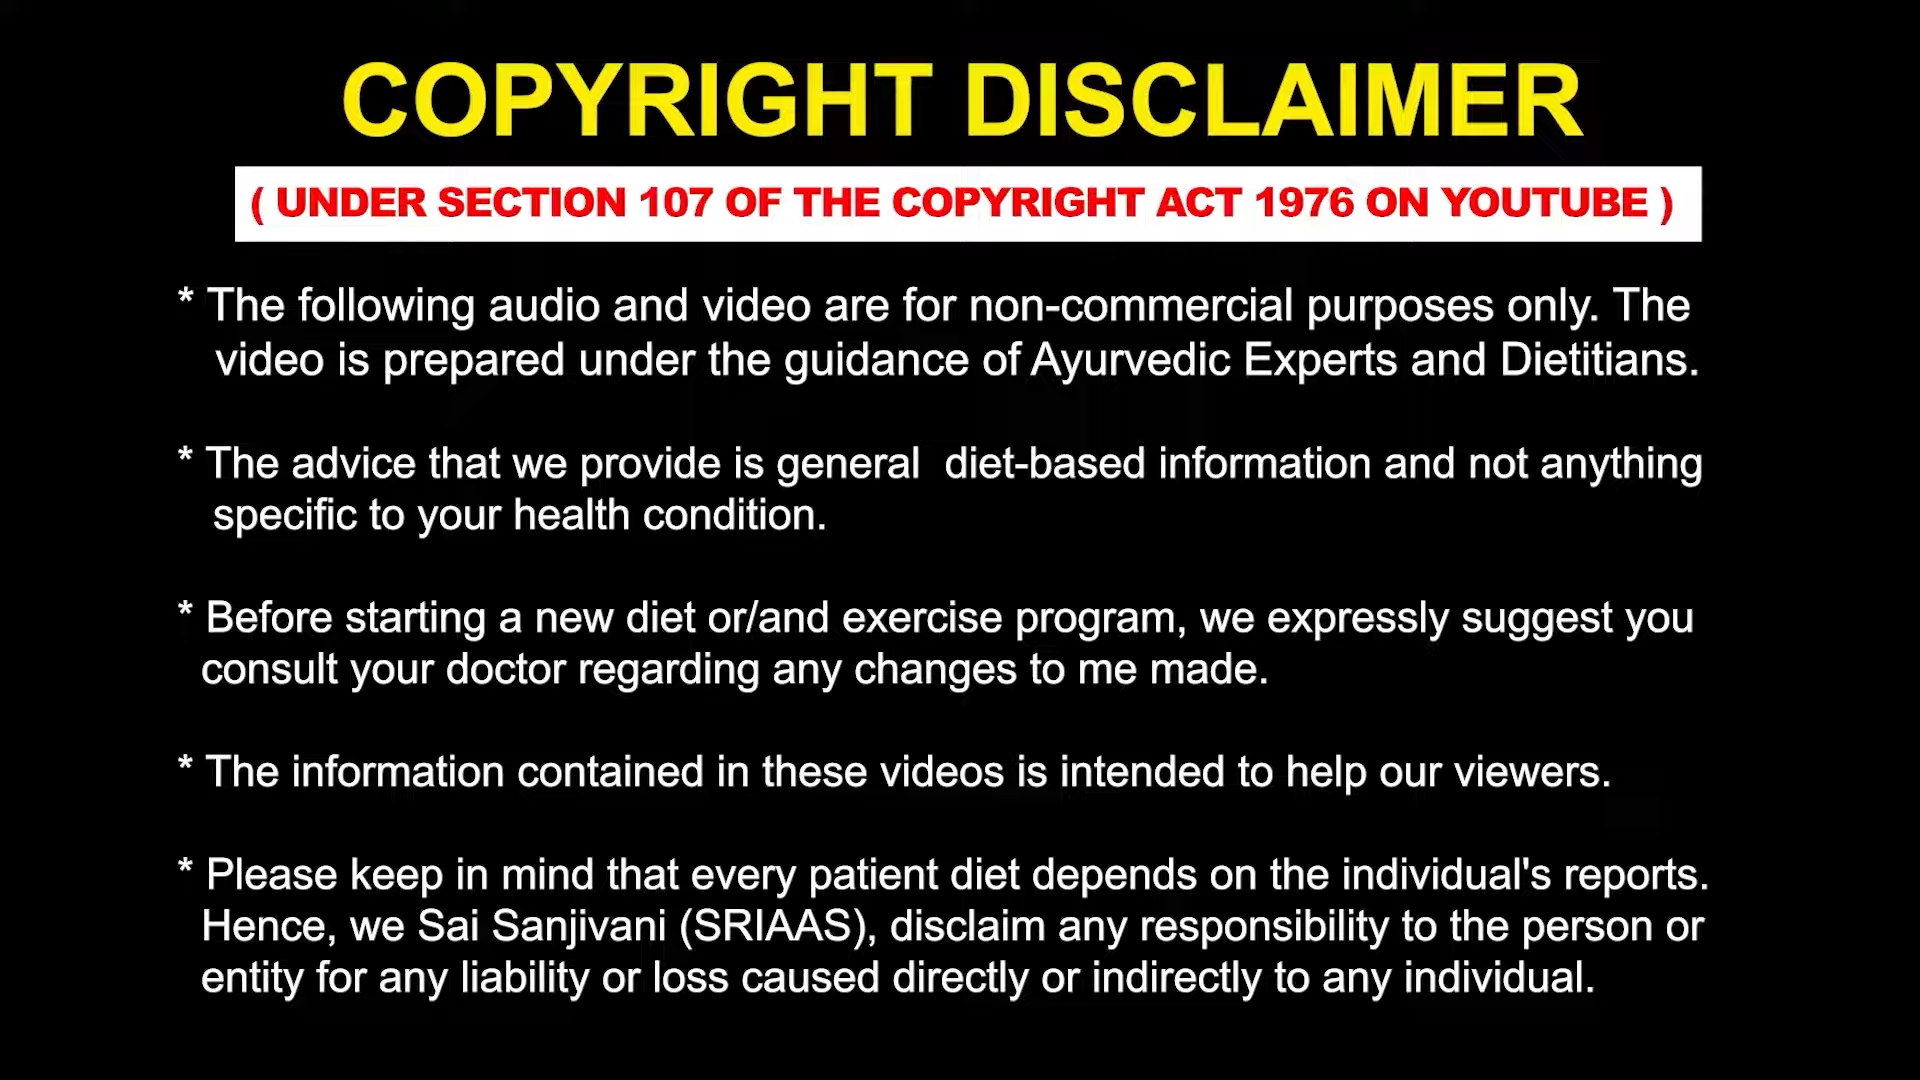 COPYRIGHT DISCLAIMER
( UNDER SECTION 107 OF THE COPYRIGHT ACT 1976 ON YOUTUBE )
* The following audio and video are for non-commercial purposes only. The
video is prepared under the guidance of Ayurvedic Experts and Dietitians.
* The advice that we provide is general  diet-based information and not anything
specific to your health condition.
* Before starting a new diet or/and exercise program, we expressly suggest you
consult your doctor regarding any changes to me made.
* The information contained in these videos is intended to help our viewers.
* Please keep in mind that every patient diet depends on the individual's reports.
Hence, we Sai Sanjivani (SRIAAS), disclaim any responsibility to the person or
entity for any liability or loss caused directly or indirectly to any individual.